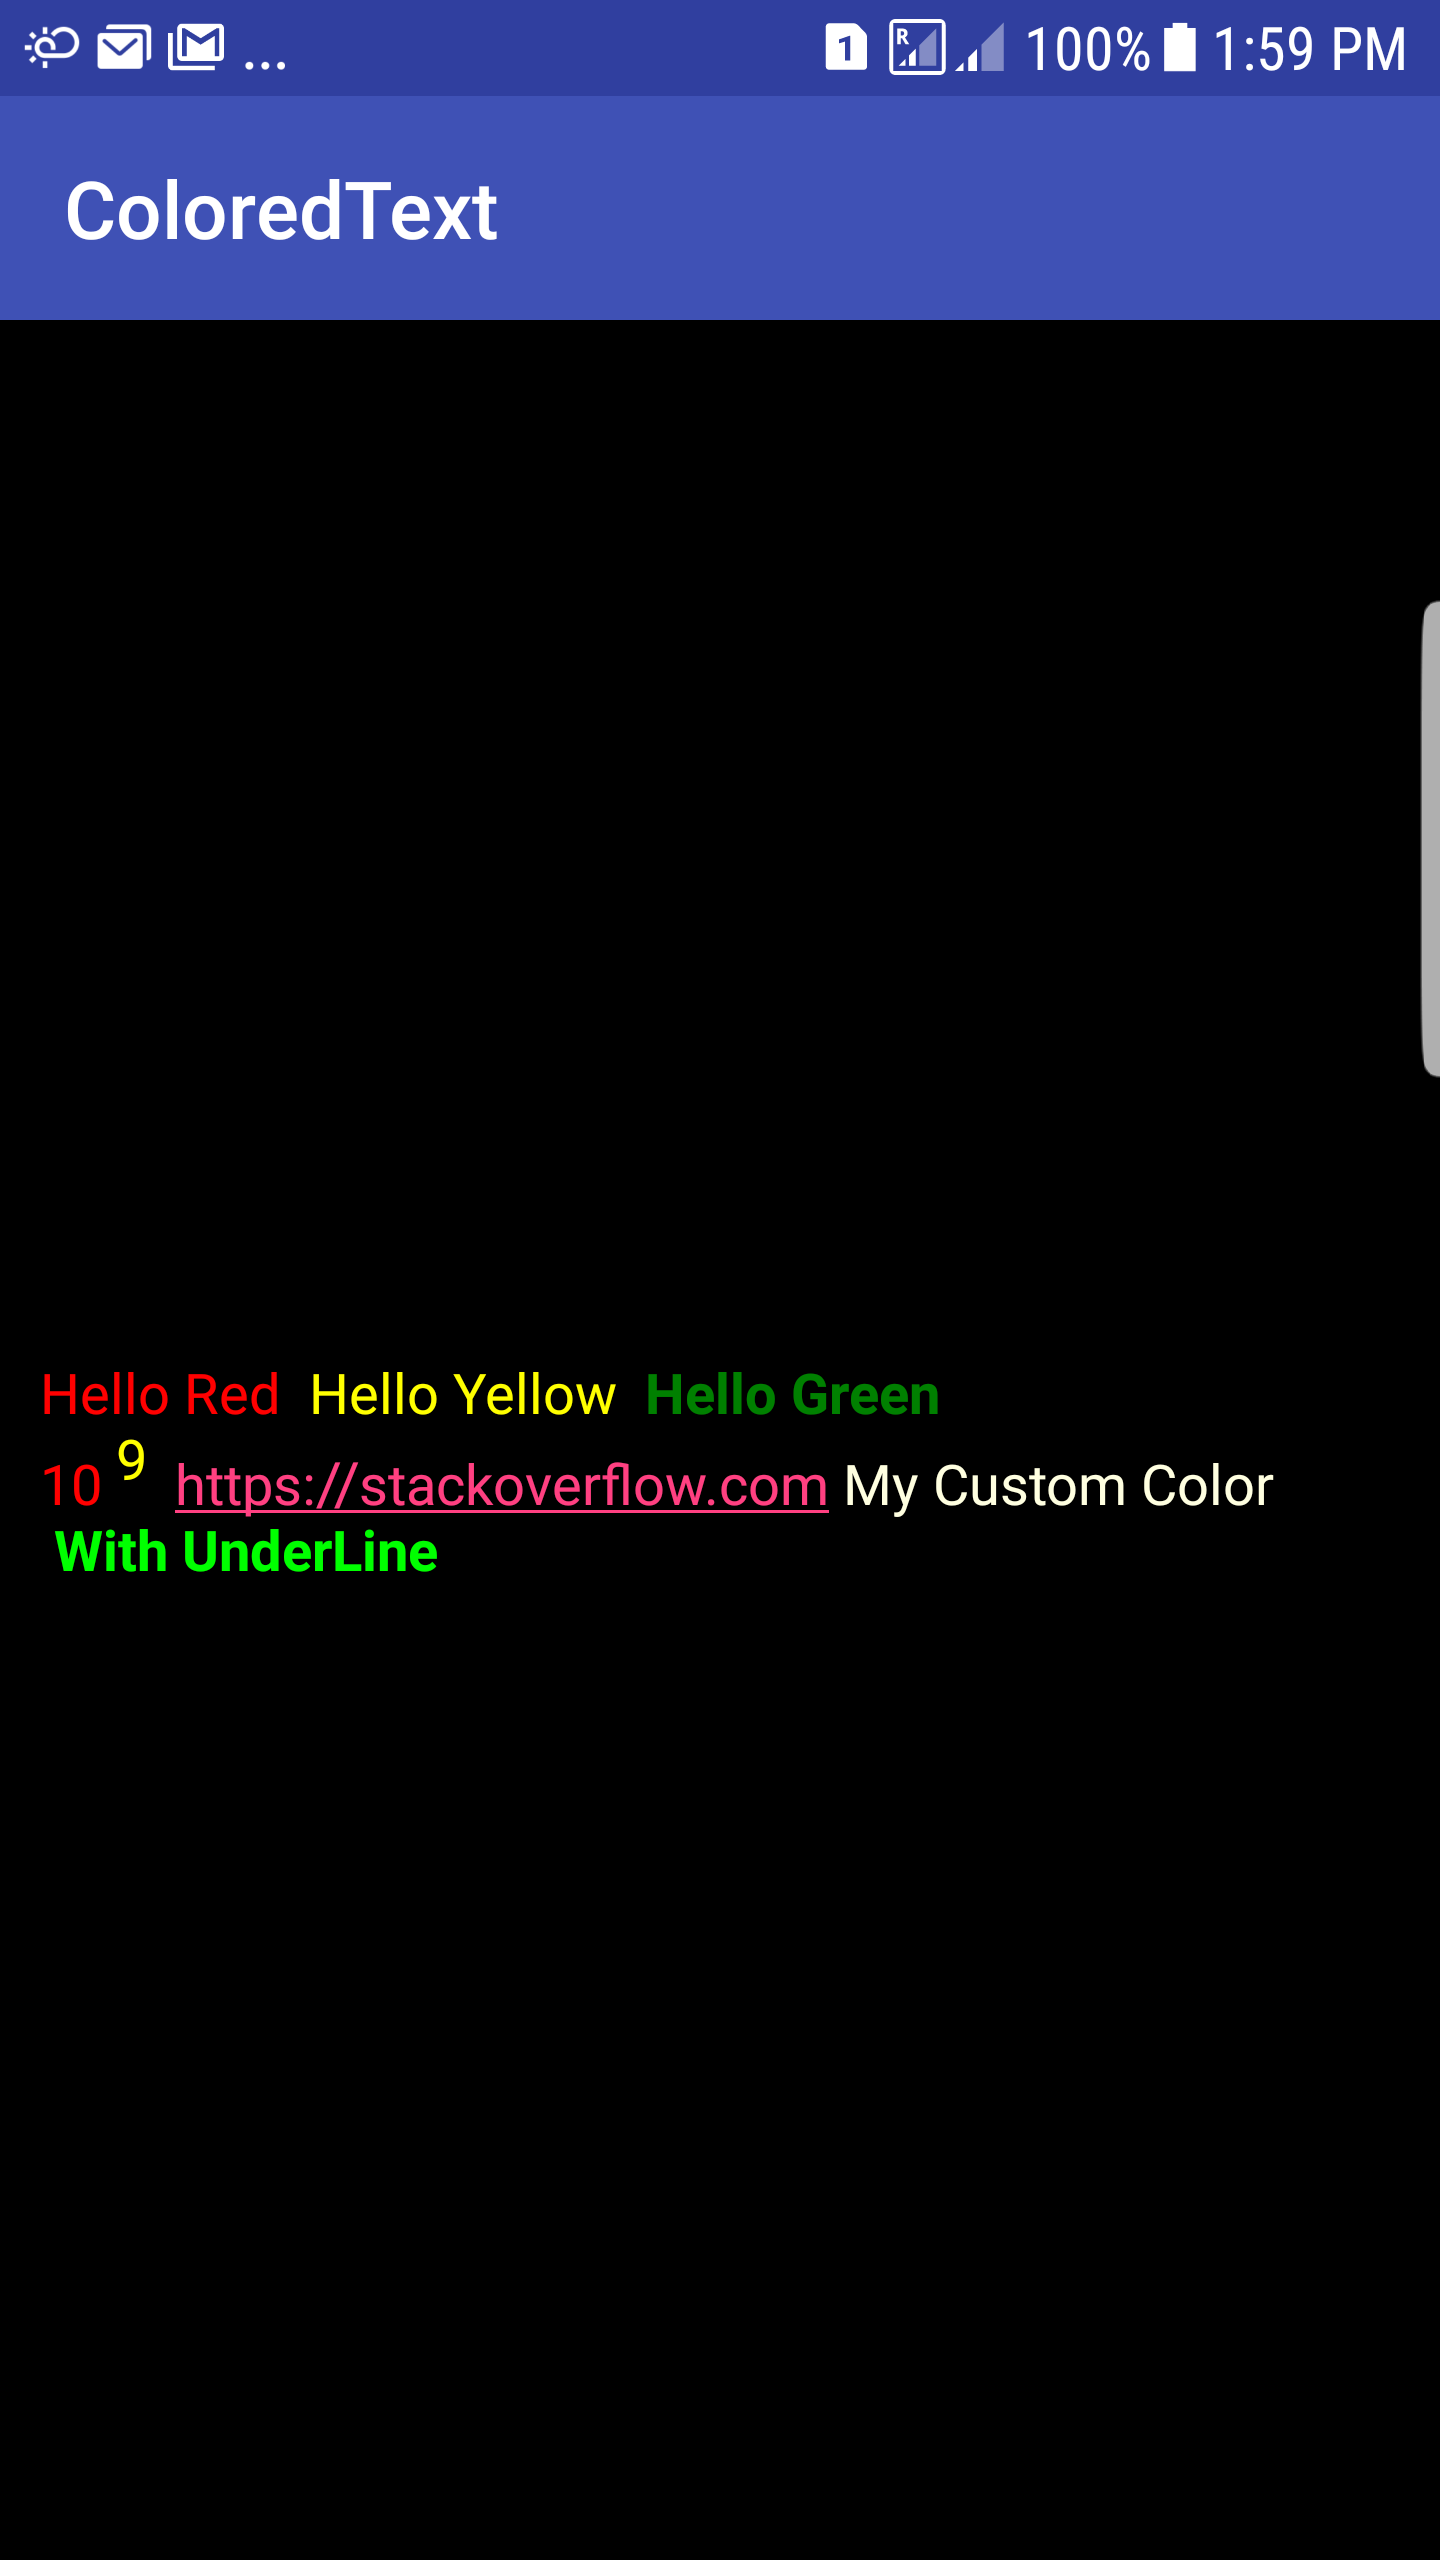 ... 1 R 100% 1:59 PM
ColoredText
Hello Red Hello Yellow Hello Green
10 9 https://stackoverflow.com My Custom Color
With UnderLine